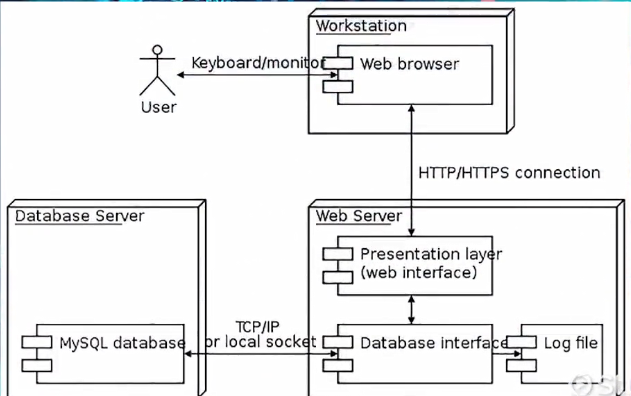 Workstation
Keyboard/monitor
Web browser
User
HTTP/HTTPS connection
Database Server
Web Server
Presentation layer
(web interface)
TCP/IP
or local socket
MySQL database
Database interface
Log file